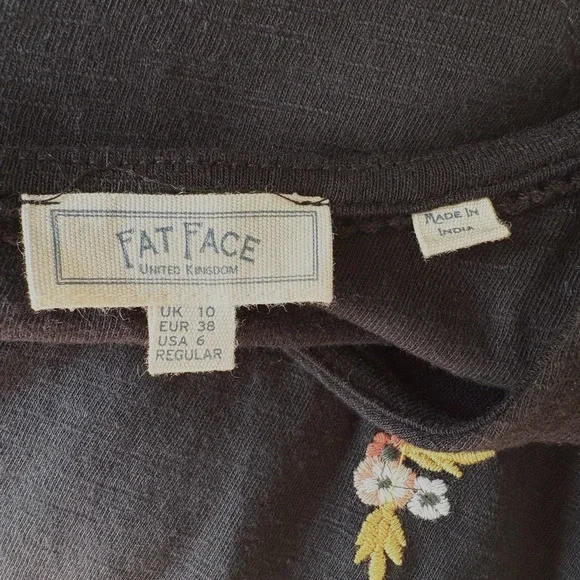 FAT FACE
UNITED KINGDOM
MADE IN
INDIA
UK 10
EUR 38
USA 6
REGULAR